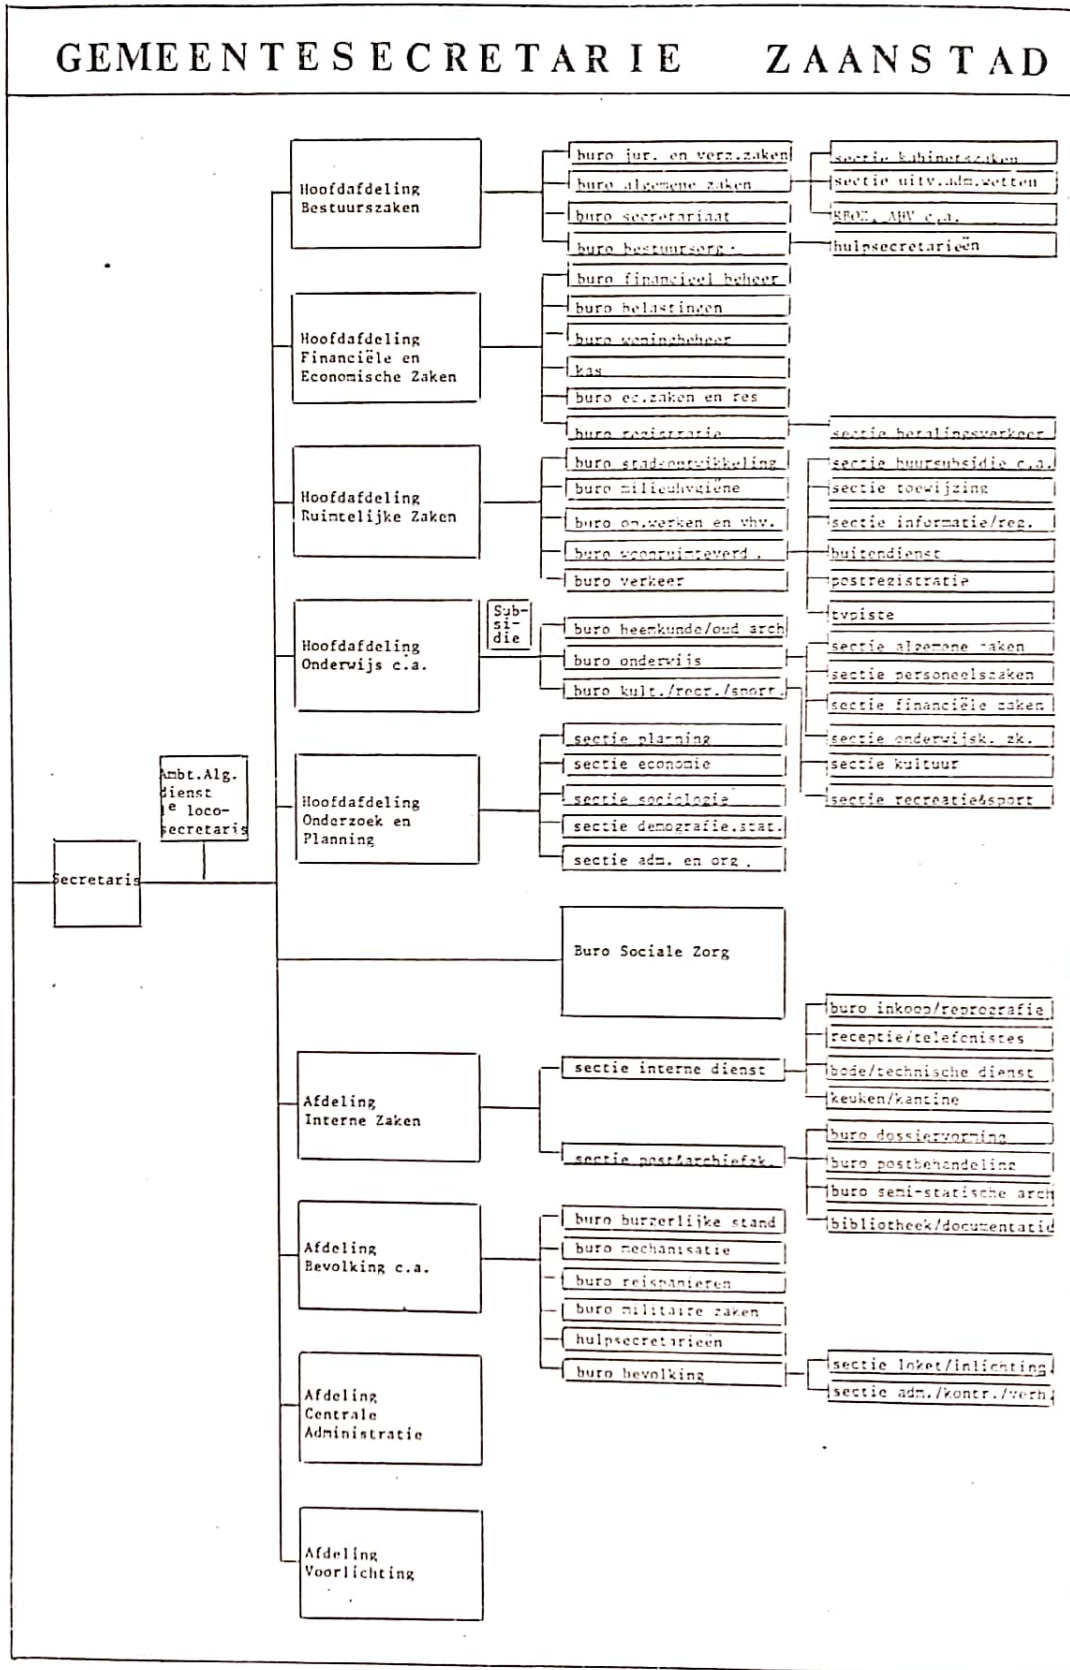 GEMEENTESECRETARIE ZAANSTAD
Hoofdafdeling
Bestuurszaken
buro jur. en verz.zaken
buro algemene zaken
buro secretariaat
buro bestuursorg.
sectie kabinetszaken
sectie uitv.adm.wetten
c.a.
hulpsecretarieën
Hoofdafdeling
Financiële en
Economische Zaken
buro financieel beheer
buro belastingen
buro woningbeheer
kas
buro ec.zaken en res
buro registratie
sectie betalingsverkeer
Hoofdafdeling
Ruimtelijke Zaken
buro stadsontwikkeling
buro milieuhygiëne
buro op.werken en vhv.
buro woonruimteverd.
buro verkeer
sectie huursubsidie c.a.
sectie toewijzing
sectie informatie/reg.
buitendienst
postregistratie
typiste
Hoofdafdeling
Onderwijs c.a.
Sub-
si-
die
buro heemkunde/oud arch
buro onderwijs
buro kult./recr./sport.
sectie algemene zaken
sectie personeelszaken
sectie financiële zaken
sectie onderwijsk. zk.
sectie kultuur
sectie recreatie&sport
Hoofdafdeling
Onderzoek en
Planning
sectie planning
sectie economie
sectie sociologie
sectie demografie.stat.
sectie adm. en org.
Ambt.Alg.
dienst
1e loco-
secretaris
Secretaris
Buro Sociale Zorg
Afdeling
Interne Zaken
sectie interne dienst
sectie post&archiefzk.
buro inkoop/reprografie
receptie/telefonistes
bode/technische dienst
keuken/kantine
buro dossiervorming
buro postbehandeling
buro semi-statische arch
bibliotheek/documentatie
Afdeling
Bevolking c.a.
buro burgerlijke stand
buro mechanisatie
buro reispapieren
buro militaire zaken
hulpsecretarieën
buro bevolking
sectie loket/inlichting.
sectie adm./kontr./verh.
Afdeling
Centrale
Administratie
Afdeling
Voorlichting